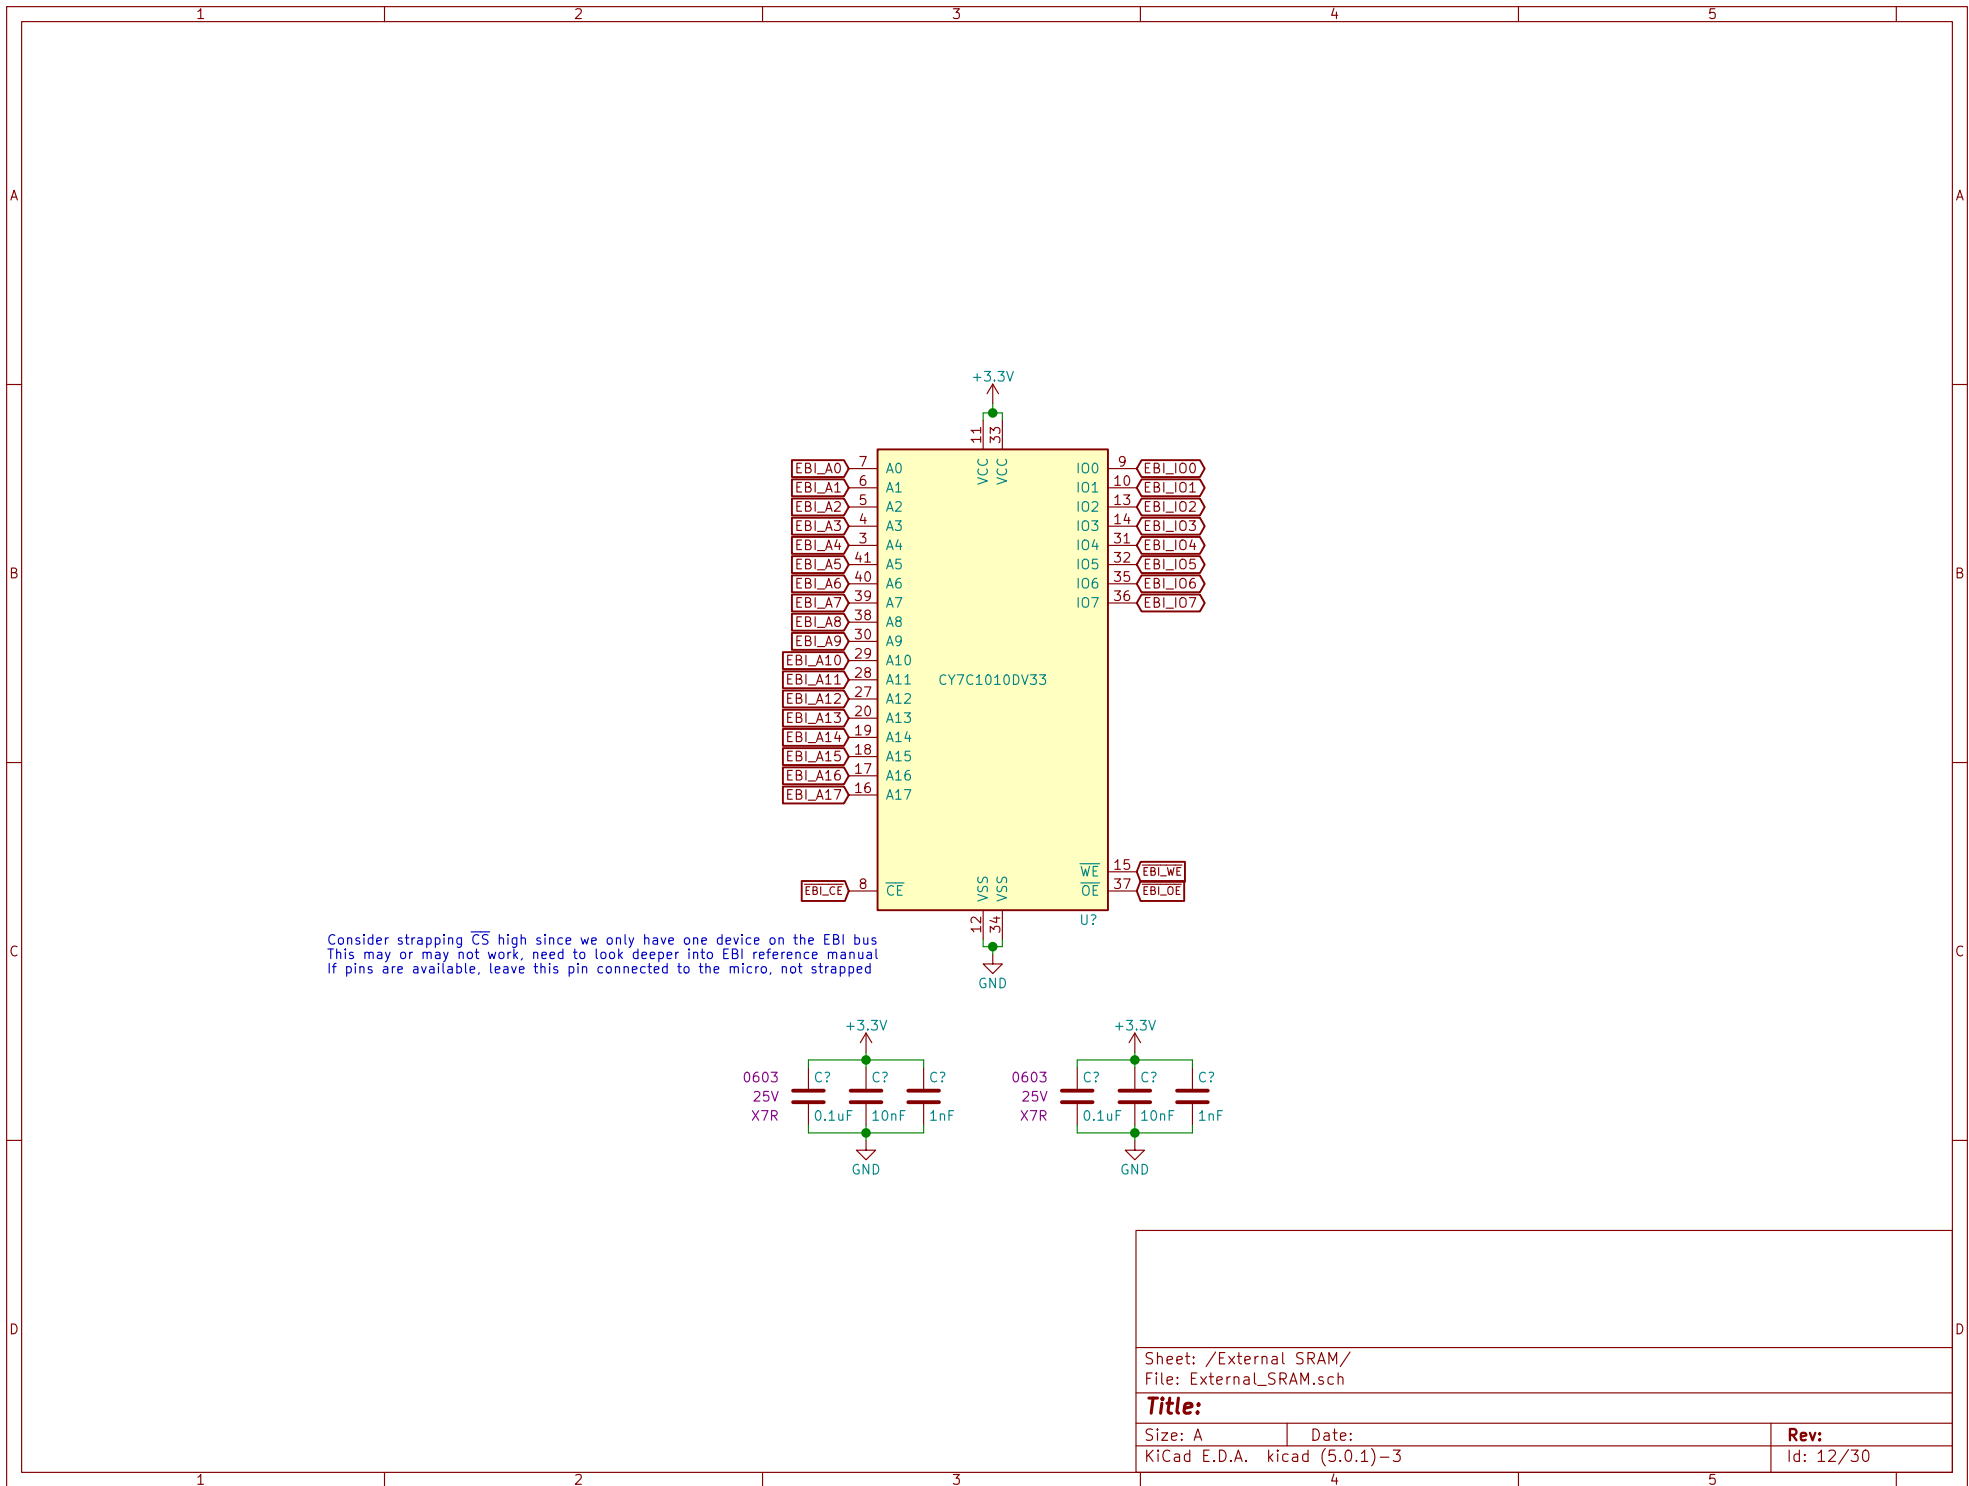 1 2 3 4 5
A A
+3.3V
11 33
VCC VCC
EBI_A0 7 A0 IO0 9 EBI_IO0
EBI_A1 6 A1 IO1 10 EBI_IO1
EBI_A2 5 A2 IO2 13 EBI_IO2
EBI_A3 4 A3 IO3 14 EBI_IO3
EBI_A4 3 A4 IO4 31 EBI_IO4
EBI_A5 41 A5 IO5 32 EBI_IO5
B B
EBI_A6 40 A6 IO6 35 EBI_IO6
EBI_A7 39 A7 IO7 36 EBI_IO7
EBI_A8 38 A8
EBI_A9 30 A9
EBI_A10 29 A10
EBI_A11 28 A11 CY7C1010DV33
EBI_A12 27 A12
EBI_A13 20 A13
EBI_A14 19 A14
EBI_A15 18 A15
EBI_A16 17 A16
EBI_A17 16 A17
WE 15 EBI_WE
EBI_CE 8 CE VSS VSS OE 37 EBI_OE
12 34 U?
Consider strapping CS high since we only have one device on the EBI bus
This may or may not work, need to look deeper into EBI reference manual
If pins are available, leave this pin connected to the micro, not strapped
C C
GND
+3.3V +3.3V
0603 C? C? C? 0603 C? C? C?
25V 25V
X7R 0.1uF 10nF 1nF X7R 0.1uF 10nF 1nF
GND GND
D D
Sheet: /External SRAM/
File: External_SRAM.sch
Title:
Size: A Date: Rev:
KiCad E.D.A. kicad (5.0.1)-3 Id: 12/30
1 2 3 4 5